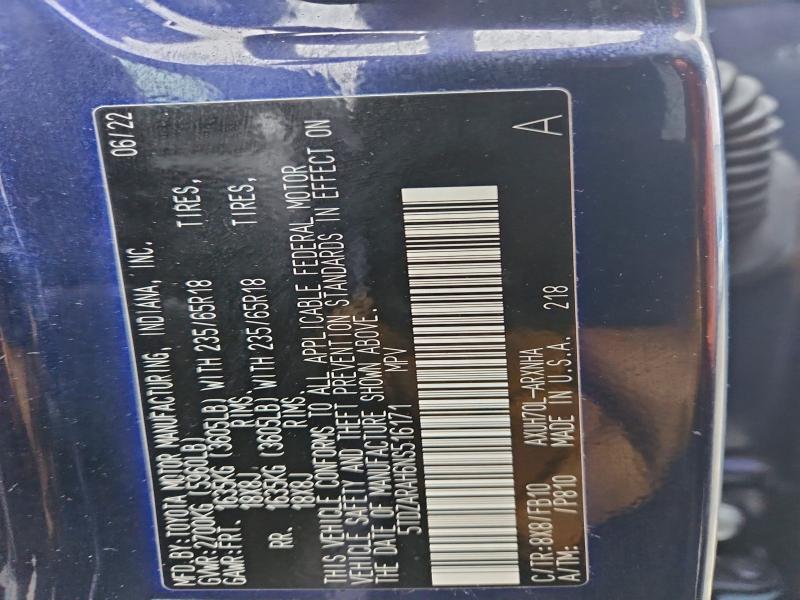 MFD.BY:TOYOTA MOTOR MANUFACTURING, INDIANA, INC. 06/22
GVWR:2700KG (5960LB)
GAWR:FRT. 1635KG (3605LB) WITH 235/65R18 TIRES,
18X8J RIMS.
RR. 1635KG (3605LB) WITH 235/65R18 TIRES,
18X8J RIMS.
THIS VEHICLE CONFORMS TO ALL APPLICABLE FEDERAL MOTOR
VEHICLE SAFETY AND THEFT PREVENTION STANDARDS IN EFFECT ON
THE DATE OF MANUFACTURE SHOWN ABOVE.
5TDZARAH6NS516171 MPV
C/TR:8X8/FB10 AXUH70L-ARXNHA
A/TM: /P810 MADE IN U.S.A. 218 A